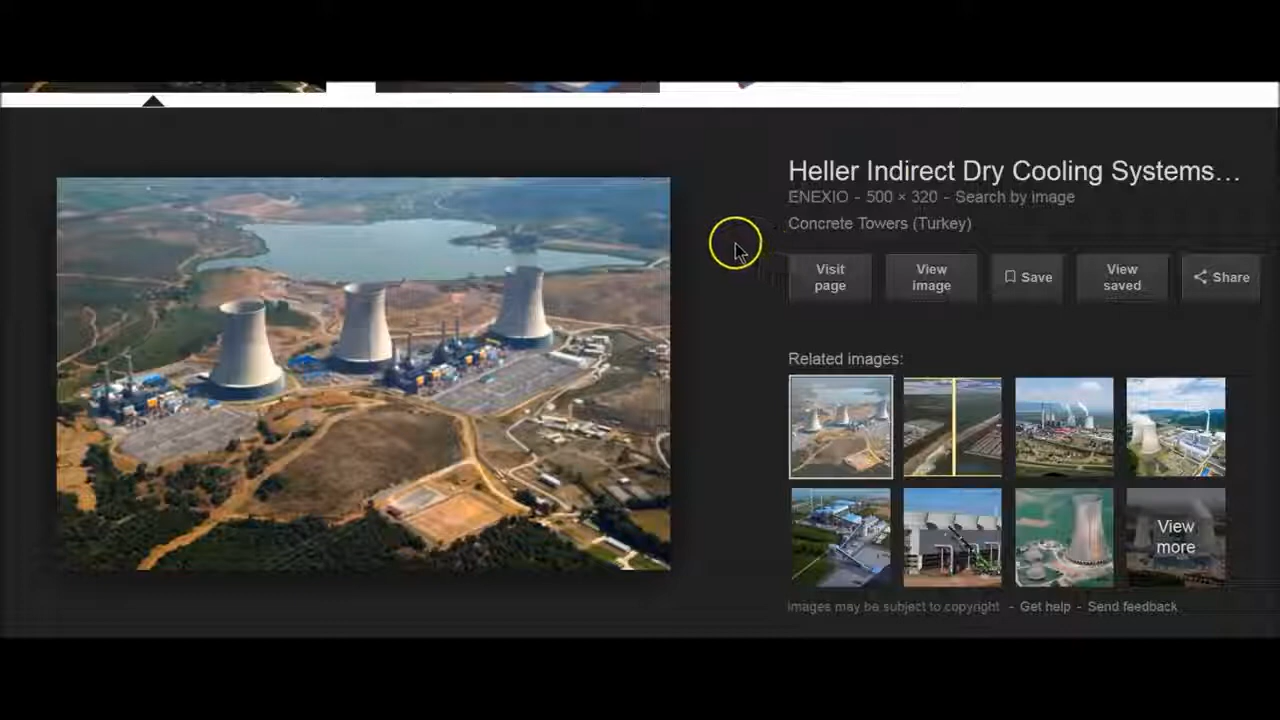 Heller Indirect Dry Cooling Systems...
ENEXIO - 500 × 320 - Search by image
Concrete Towers (Turkey)
Visit page
View image
Save
View saved
Share
Related images:
View more
Images may be subject to copyright - Get help - Send feedback